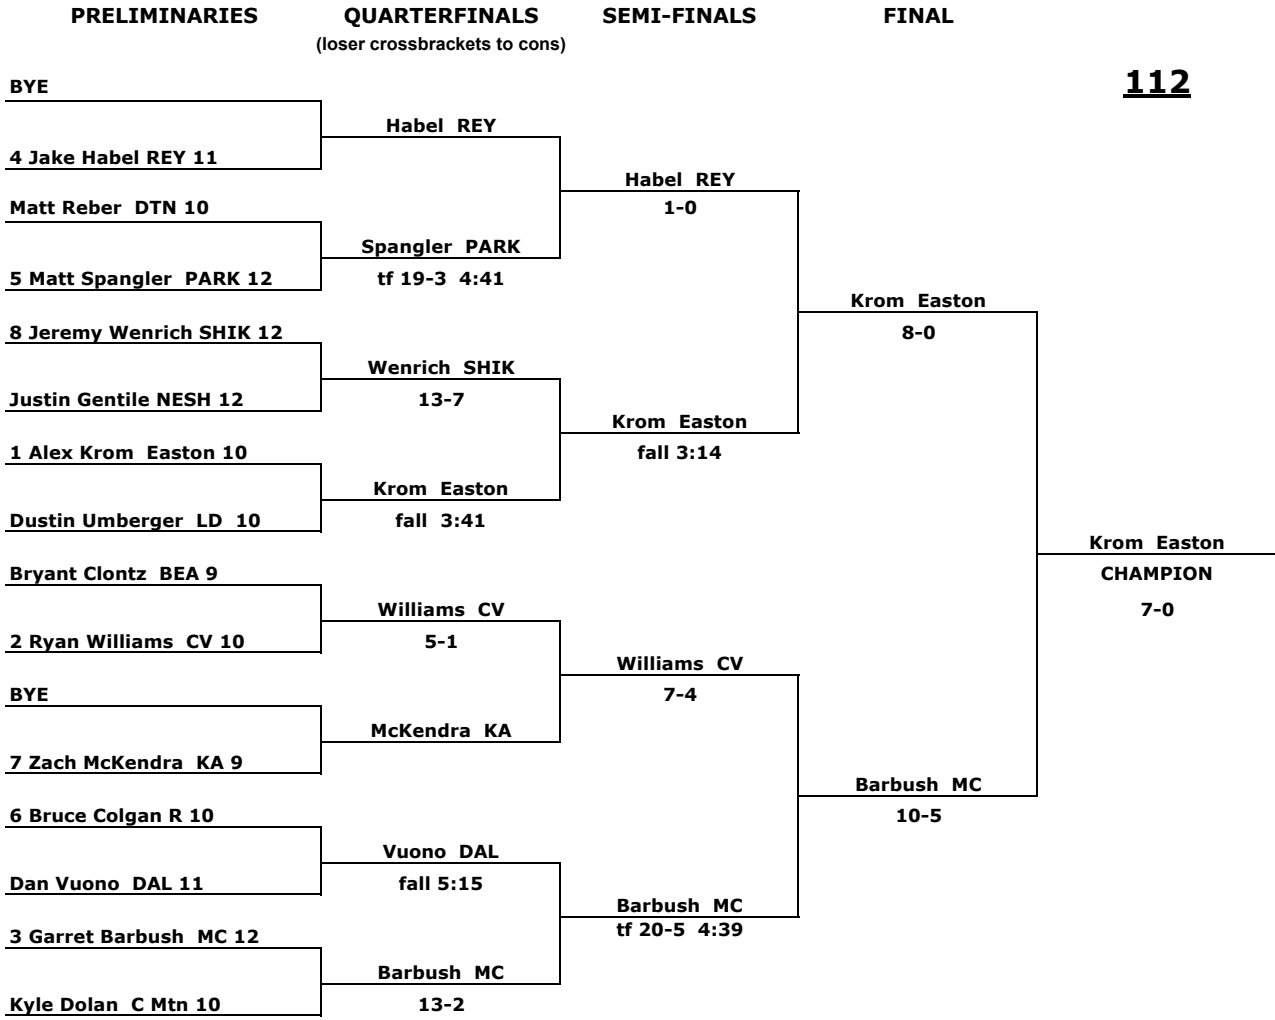 PRELIMINARIES QUARTERFINALS SEMI-FINALS FINAL
(loser crossbrackets to cons)
112
BYE
Habel REY
4 Jake Habel REY 11
Habel REY
1-0
Matt Reber DTN 10
Spangler PARK
tf 19-3 4:41
5 Matt Spangler PARK 12
Krom Easton
8-0
8 Jeremy Wenrich SHIK 12
Wenrich SHIK
13-7
Justin Gentile NESH 12
Krom Easton
fall 3:14
1 Alex Krom Easton 10
Krom Easton
fall 3:41
Dustin Umberger LD 10
Krom Easton
CHAMPION
7-0
Bryant Clontz BEA 9
Williams CV
5-1
2 Ryan Williams CV 10
Williams CV
7-4
BYE
McKendra KA
7 Zach McKendra KA 9
Barbush MC
10-5
6 Bruce Colgan R 10
Vuono DAL
fall 5:15
Dan Vuono DAL 11
Barbush MC
tf 20-5 4:39
3 Garret Barbush MC 12
Barbush MC
13-2
Kyle Dolan C Mtn 10